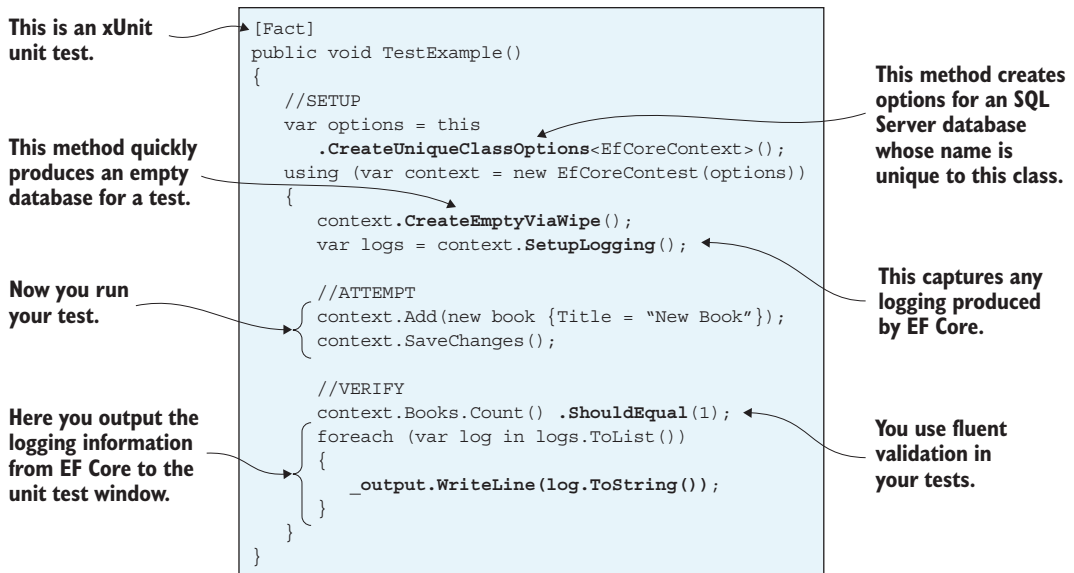 This is an xUnit
unit test.
This method quickly
produces an empty
database for a test.
Now you run
your test.
Here you output the
logging information
from EF Core to the
unit test window.
[Fact]
public void TestExample()
{
//SETUP
var options = this
.CreateUniqueClassOptions<EfCoreContext>();
using (var context = new EfCoreContest(options))
{
context.CreateEmptyViaWipe();
var logs = context.SetupLogging();
//ATTEMPT
context.Add(new book {Title = “New Book”});
context.SaveChanges();
//VERIFY
context.Books.Count() .ShouldEqual(1);
foreach (var log in logs.ToList())
{
_output.WriteLine(log.ToString());
}
}
}
This method creates
options for an SQL
Server database
whose name is
unique to this class.
This captures any
logging produced
by EF Core.
You use fluent
validation in
your tests.